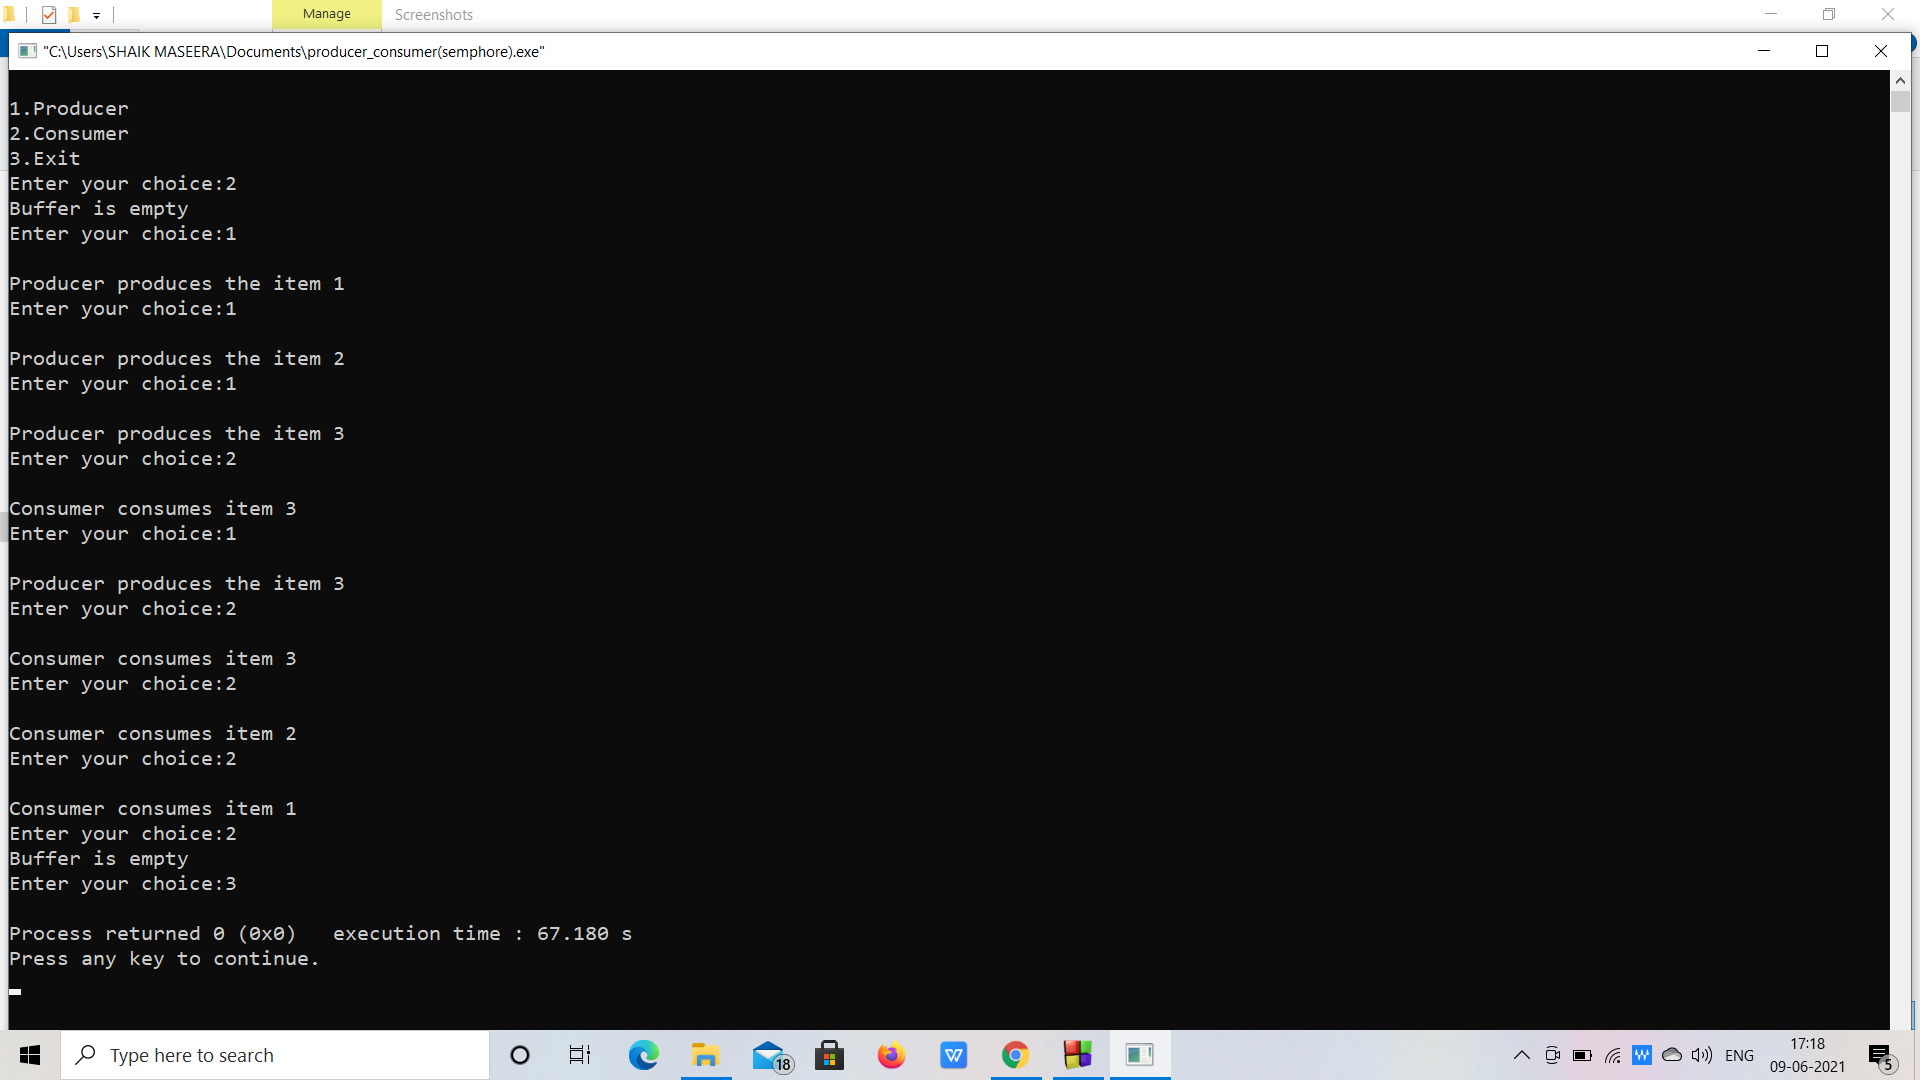 Manage Screenshots
"C:\Users\SHAIK MASEERA\Documents\producer_consumer(semphore).exe"
1.Producer
2.Consumer
3.Exit
Enter your choice:2
Buffer is empty
Enter your choice:1
Producer produces the item 1
Enter your choice:1
Producer produces the item 2
Enter your choice:1
Producer produces the item 3
Enter your choice:2
Consumer consumes item 3
Enter your choice:1
Producer produces the item 3
Enter your choice:2
Consumer consumes item 3
Enter your choice:2
Consumer consumes item 2
Enter your choice:2
Consumer consumes item 1
Enter your choice:2
Buffer is empty
Enter your choice:3
Process returned 0 (0x0)   execution time : 67.180 s
Press any key to continue.
Type here to search
18
W
W
ENG
17:18
09-06-2021
5